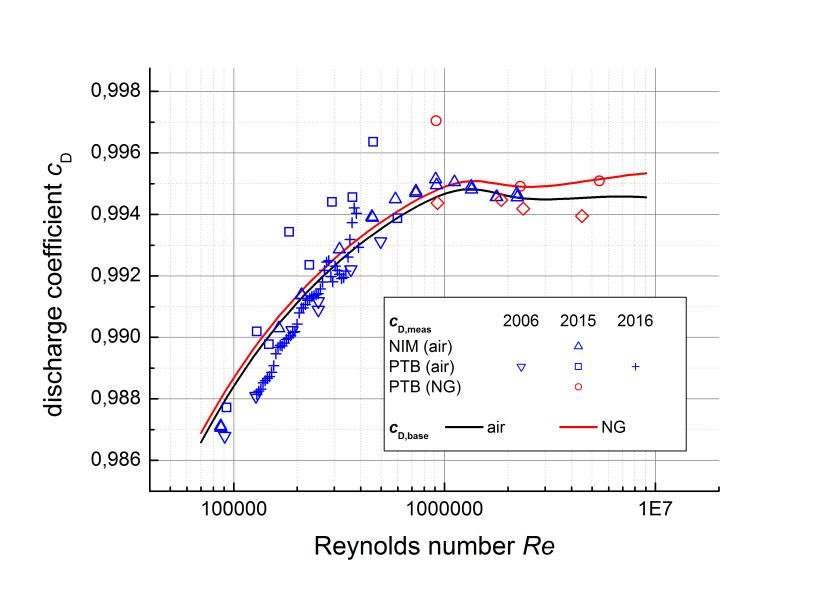 0,998
0,996
0,994
0,992
0,990
0,988
0,986
discharge coefficient cD
100000 1000000 1E7
Reynolds number Re
cD,meas 2006 2015 2016
NIM (air)
PTB (air)
PTB (NG)
cD,base air NG